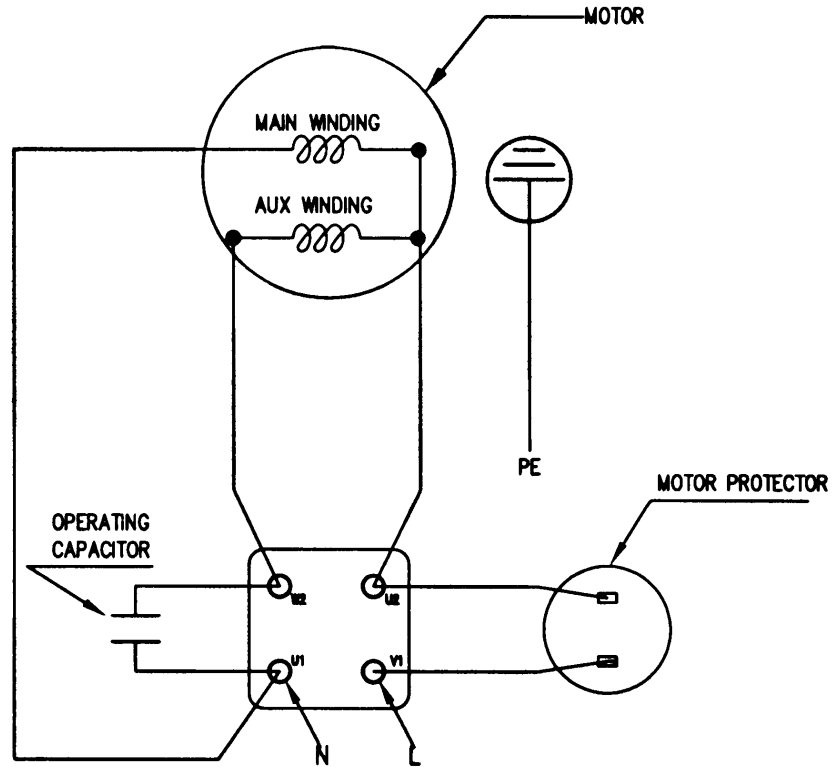 MOTOR
MAIN WINDING
AUX WINDING
PE
MOTOR PROTECTOR
OPERATING
CAPACITOR
U2
U1
V1
N
L